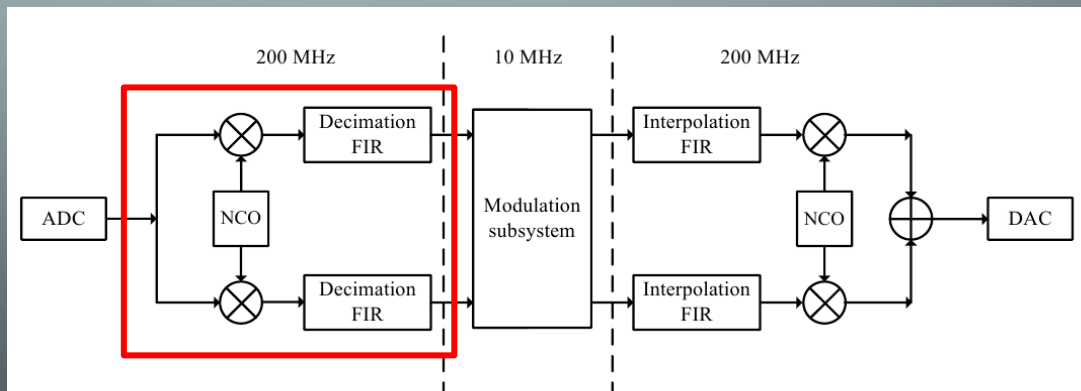 200 MHz
10 MHz
200 MHz
Decimation
FIR
Interpolation
FIR
ADC
NCO
Modulation
subsystem
NCO
DAC
Decimation
FIR
Interpolation
FIR